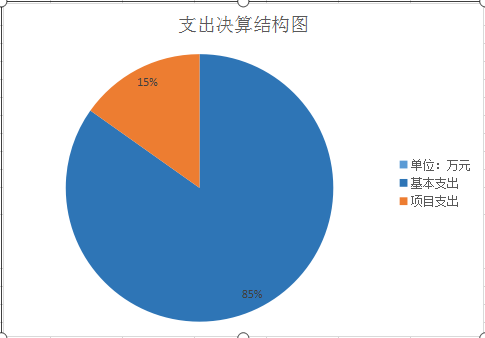 支出决算结构图
15%
单位：万元
基本支出
项目支出
85%